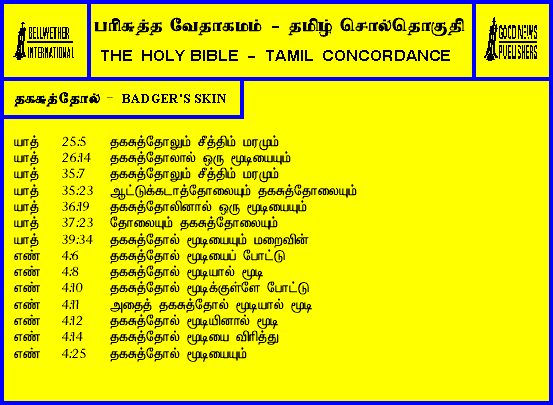 BELLWETHER INTERNATIONAL
பரிசுத்த வேதாகமம் - தமிழ் சொல்தொகுதி
THE HOLY BIBLE - TAMIL CONCORDANCE
GOOD NEWS PUBLISHERS
தகசுத்தோல் - BADGER'S SKIN
யாத் 25:5 தகசுத்தோலும் சீத்திம் மரமும்
யாத் 26:14 தகசுத்தோலால் ஒரு மூடியையும்
யாத் 35:7 தகசுத்தோலும் சீத்திம் மரமும்
யாத் 35:23 ஆட்டுக்கடாத்தோலையும் தகசுத்தோலையும்
யாத் 36:19 தகசுத்தோலினால் ஒரு மூடியையும்
யாத் 37:23 தோலையும் தகசுத்தோலையும்
யாத் 39:34 தகசுத்தோல் மூடியையும் மறைவின்
எண் 4:6 தகசுத்தோல் மூடியைப் போட்டு
எண் 4:8 தகசுத்தோல் மூடியால் மூடி
எண் 4:10 தகசுத்தோல் மூடிக்குள்ளே போட்டு
எண் 4:11 அதைத் தகசுத்தோல் மூடியால் மூடி
எண் 4:12 தகசுத்தோல் மூடியினால் மூடி
எண் 4:14 தகசுத்தோல் மூடியை விரித்து
எண் 4:25 தகசுத்தோல் மூடியையும்